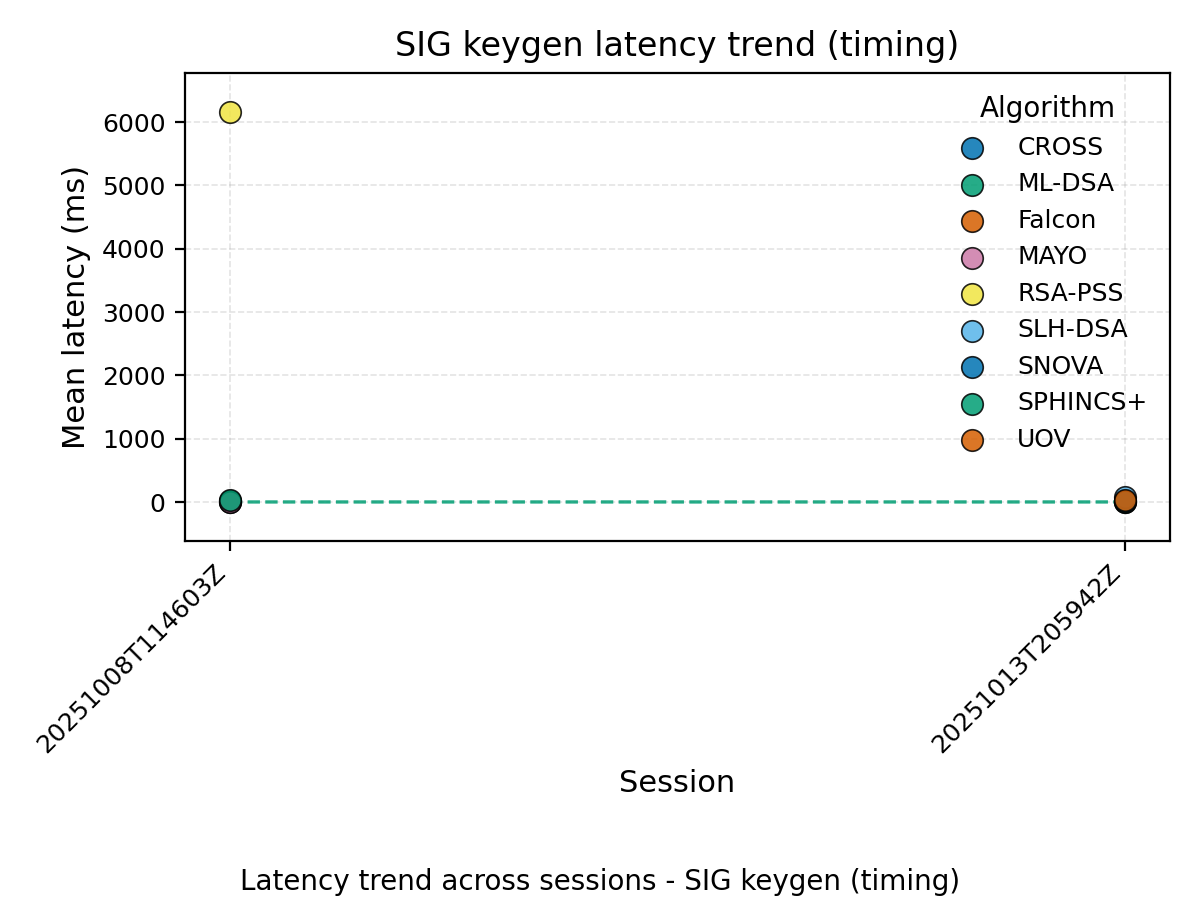 SIG keygen latency trend (timing)
Mean latency (ms)
6000
5000
4000
3000
2000
1000
0
Algorithm
CROSS
ML-DSA
Falcon
MAYO
RSA-PSS
SLH-DSA
SNOVA
SPHINCS+
UOV
20251008T114603Z
20251013T205942Z
Session
Latency trend across sessions - SIG keygen (timing)